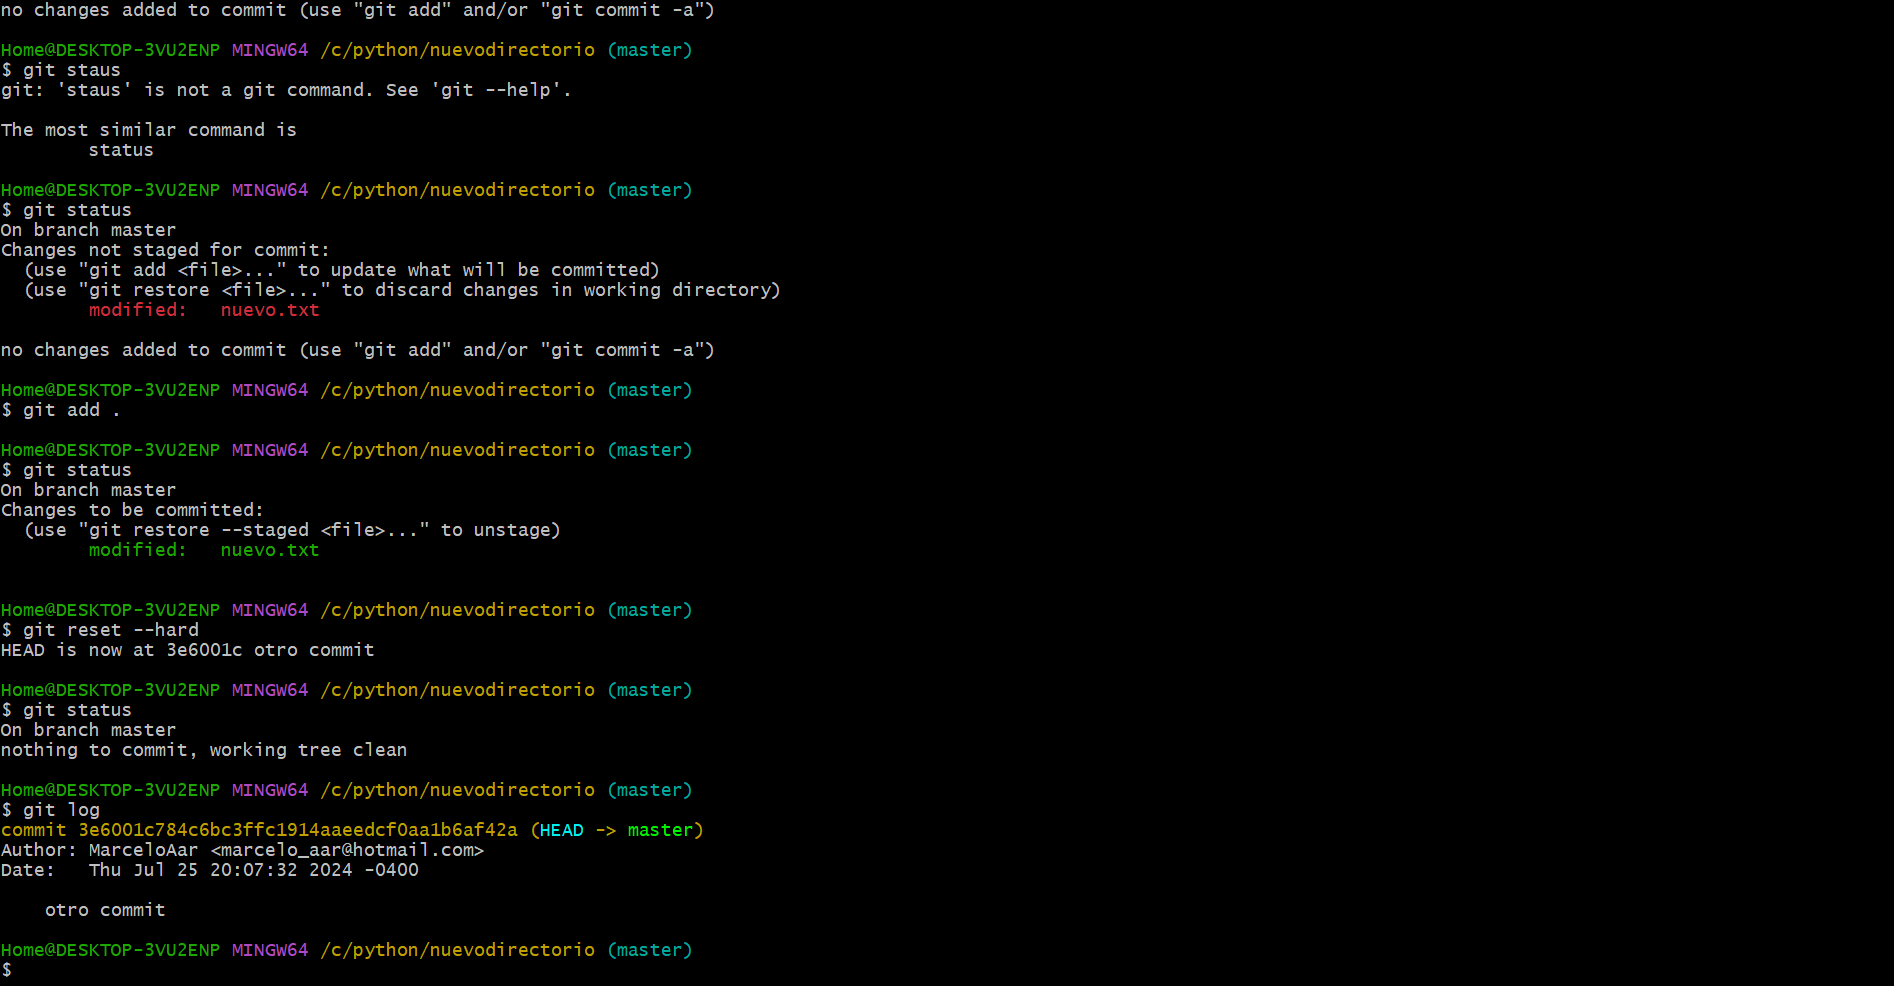 no changes added to commit (use "git add" and/or "git commit -a")
Home@DESKTOP-3VU2ENP MINGW64 /c/python/nuevodirectorio (master)
$ git staus
git: 'staus' is not a git command. See 'git --help'.
The most similar command is
        status
Home@DESKTOP-3VU2ENP MINGW64 /c/python/nuevodirectorio (master)
$ git status
On branch master
Changes not staged for commit:
  (use "git add <file>..." to update what will be committed)
  (use "git restore <file>..." to discard changes in working directory)
        modified:   nuevo.txt
no changes added to commit (use "git add" and/or "git commit -a")
Home@DESKTOP-3VU2ENP MINGW64 /c/python/nuevodirectorio (master)
$ git add .
Home@DESKTOP-3VU2ENP MINGW64 /c/python/nuevodirectorio (master)
$ git status
On branch master
Changes to be committed:
  (use "git restore --staged <file>..." to unstage)
        modified:   nuevo.txt
Home@DESKTOP-3VU2ENP MINGW64 /c/python/nuevodirectorio (master)
$ git reset --hard
HEAD is now at 3e6001c otro commit
Home@DESKTOP-3VU2ENP MINGW64 /c/python/nuevodirectorio (master)
$ git status
On branch master
nothing to commit, working tree clean
Home@DESKTOP-3VU2ENP MINGW64 /c/python/nuevodirectorio (master)
$ git log
commit 3e6001c784c6bc3ffc1914aaeedcf0aa1b6af42a (HEAD -> master)
Author: MarceloAar <marcelo_aar@hotmail.com>
Date:   Thu Jul 25 20:07:32 2024 -0400
    otro commit
Home@DESKTOP-3VU2ENP MINGW64 /c/python/nuevodirectorio (master)
$